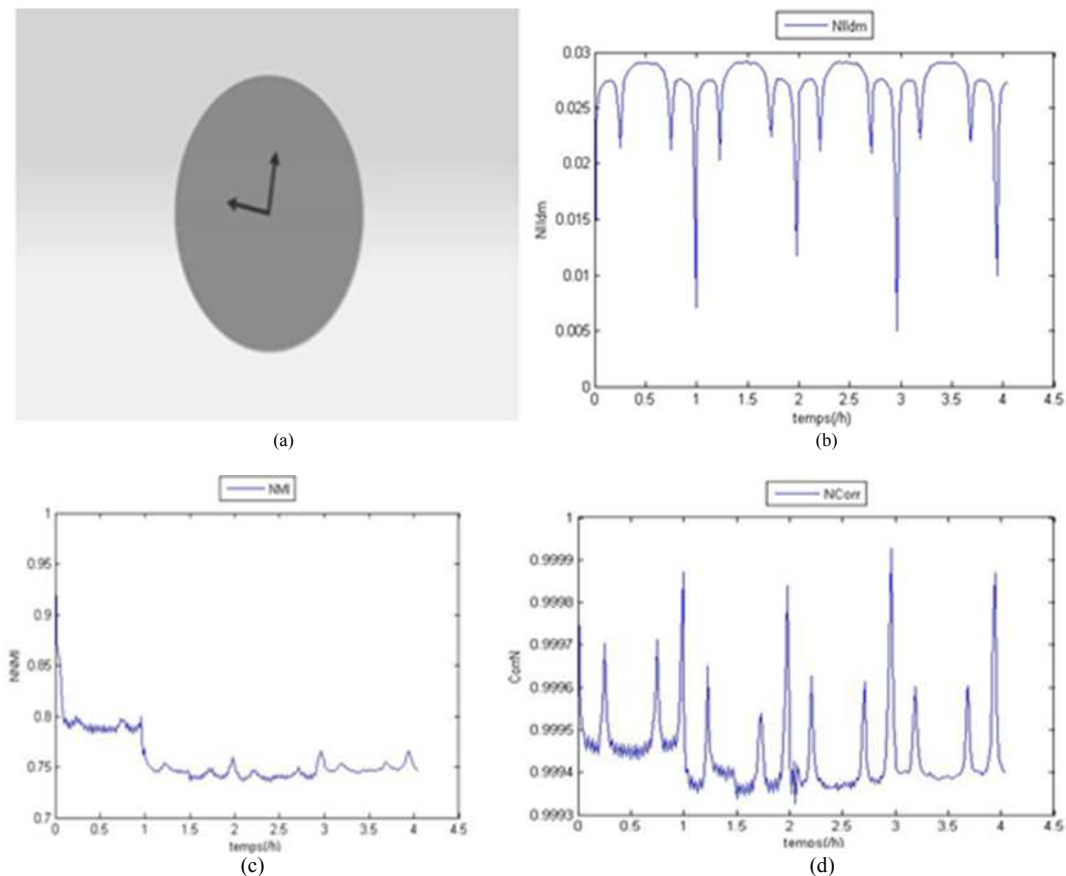 NIldm
0.03
0.025
0.02
0.015
0.01
0.005
0
NIldm
0 0.5 1 1.5 2 2.5 3 3.5 4 4.5
temps(/h)
(a)
(b)
NMI
1
0.95
0.9
0.85
0.8
0.75
0.7
NNMI
0 0.5 1 1.5 2 2.5 3 3.5 4 4.5
temps(/h)
(c)
NCorr
1
0.9999
0.9998
0.9997
0.9996
0.9995
0.9994
0.9993
CorrN
0 0.5 1 1.5 2 2.5 3 3.5 4 4.5
temps(/h)
(d)